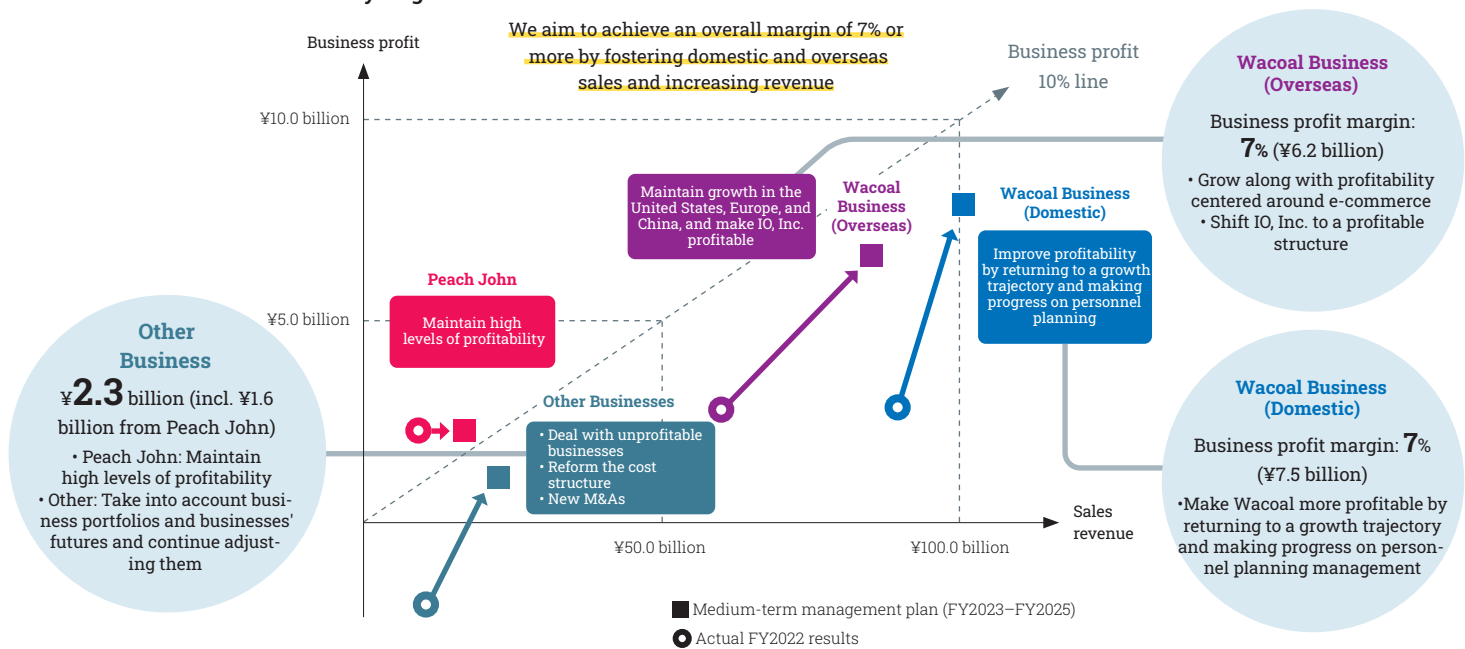 Business profit
We aim to achieve an overall margin of 7% or
more by fostering domestic and overseas
sales and increasing revenue
Business profit
10% line
¥10.0 billion
¥5.0 billion
Wacoal Business
(Overseas)
Business profit margin:
7% (¥6.2 billion)
• Grow along with profitability
centered around e-commerce
• Shift IO, Inc. to a profitable
structure
Maintain growth in the
United States, Europe, and
China, and make IO, Inc.
profitable
Wacoal
Business
(Overseas)
Wacoal Business
(Domestic)
Improve profitability
by returning to a growth
trajectory and making
progress on personnel
planning
Peach John
Maintain high
levels of profitability
Other
Business
¥2.3 billion (incl. ¥1.6
billion from Peach John)
• Peach John: Maintain
high levels of profitability
• Other: Take into account busi-
ness portfolios and businesses'
futures and continue adjust-
ing them
Other Businesses
• Deal with unprofitable
businesses
• Reform the cost
structure
• New M&As
Wacoal Business
(Domestic)
Business profit margin: 7%
(¥7.5 billion)
•Make Wacoal more profitable by
returning to a growth trajectory
and making progress on person-
nel planning management
Sales
revenue
¥50.0 billion
¥100.0 billion
Medium-term management plan (FY2023–FY2025)
Actual FY2022 results